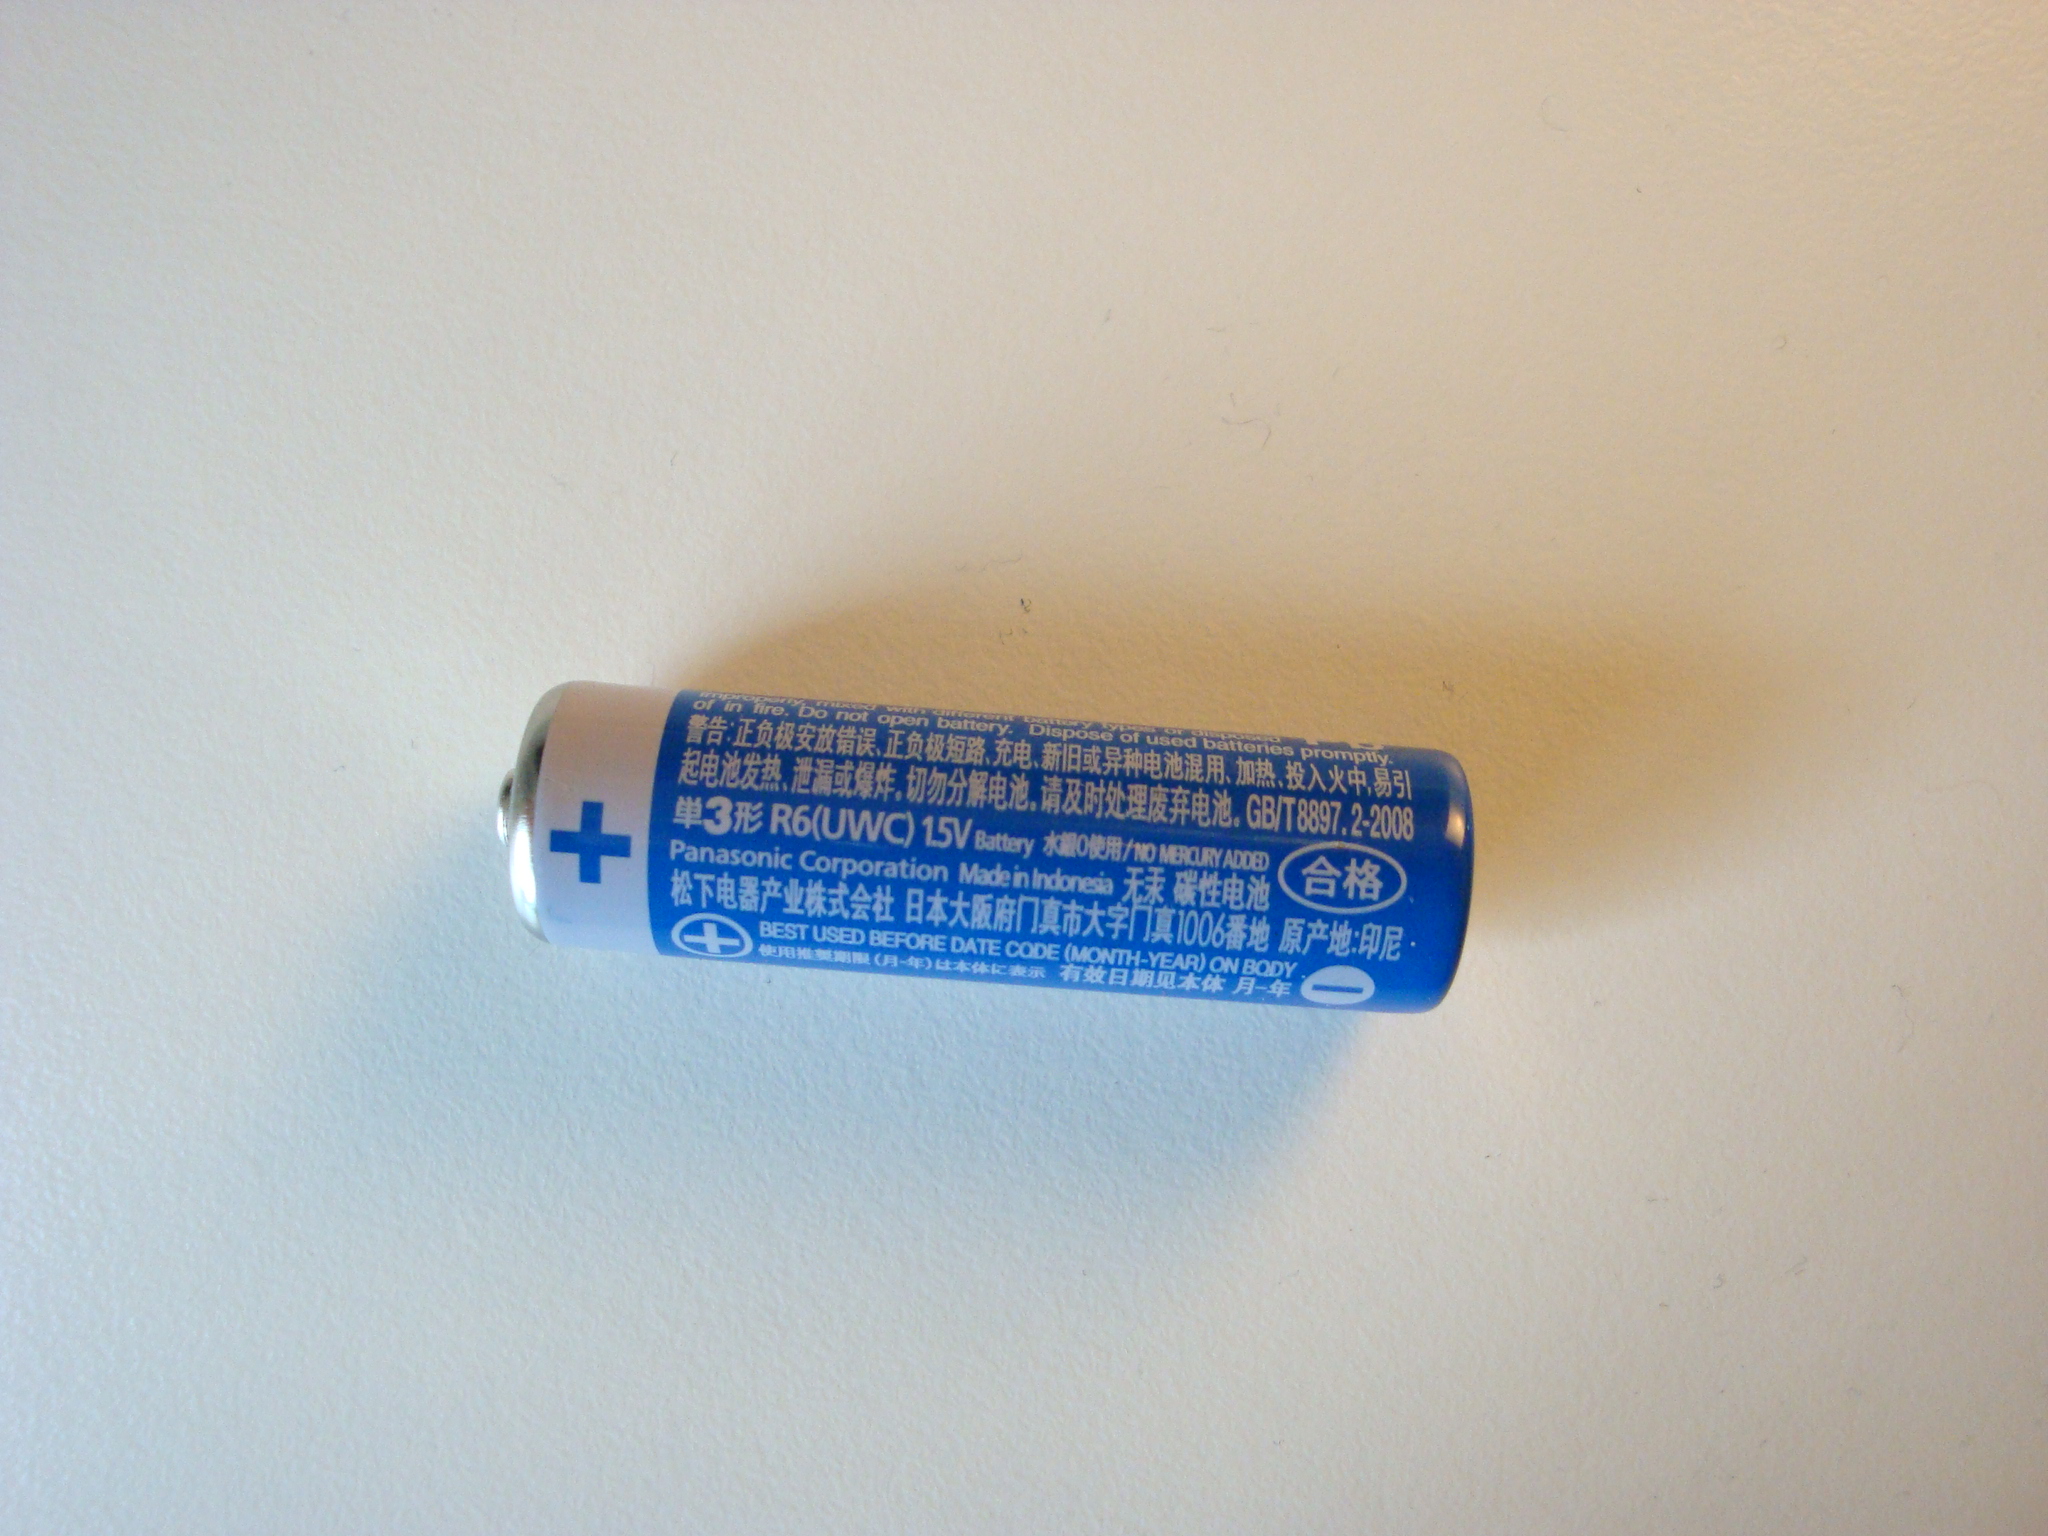 improperly, mixed with different battery types or disposed
of in fire. Do not open battery. Dispose of used batteries promptly.
警告:正负极安放错误、正负极短路、充电、新旧或异种电池混用、加热、投入火中,易引
起电池发热、泄漏或爆炸。切勿分解电池。请及时处理废弃电池。GB/T8897.2-2008
単3形 R6(UWC) 1.5V Battery 水銀0使用/NO MERCURY ADDED
Panasonic Corporation Made in Indonesia 无汞 碳性电池 合格
松下电器产业株式会社 日本大阪府门真市大字门真1006番地 原产地:印尼
+ BEST USED BEFORE DATE CODE (MONTH-YEAR) ON BODY
使用推奨期限(月-年)は本体に表示 有效日期见本体 月-年 −
+